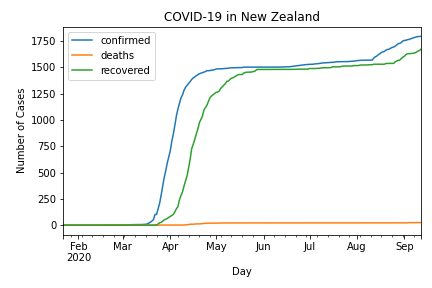 COVID-19 in New Zealand
confirmed
deaths
recovered
Number of Cases
1750
1500
1250
1000
750
500
250
0
Feb Mar Apr May Jun Jul Aug Sep
2020
Day